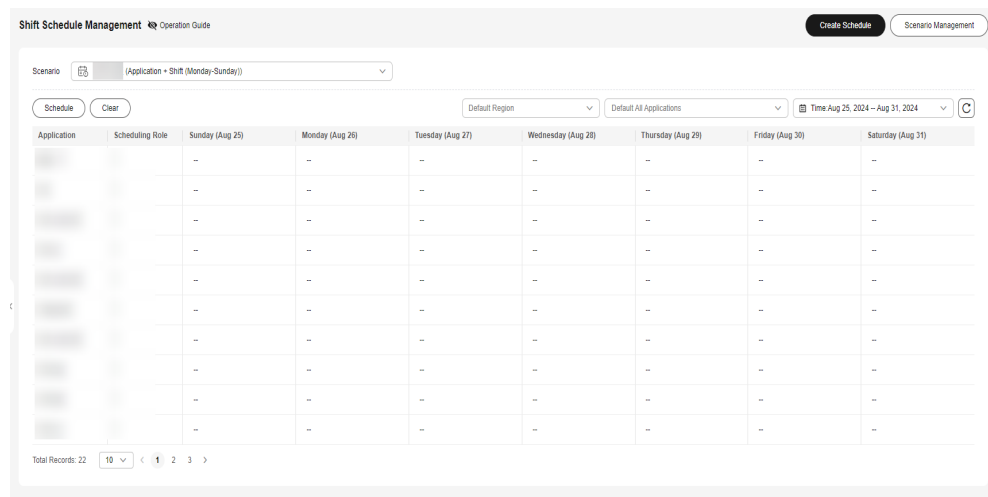 Shift Schedule Management Operation Guide Create Schedule Scenario Management
Scenario (Application + Shift (Monday-Sunday))
Schedule Clear Default Region Default All Applications Time:Aug 25, 2024 -- Aug 31, 2024
Application Scheduling Role Sunday (Aug 25) Monday (Aug 26) Tuesday (Aug 27) Wednesday (Aug 28) Thursday (Aug 29) Friday (Aug 30) Saturday (Aug 31)
-- -- -- -- -- -- --
-- -- -- -- -- -- --
-- -- -- -- -- -- --
-- -- -- -- -- -- --
-- -- -- -- -- -- --
-- -- -- -- -- -- --
-- -- -- -- -- -- --
-- -- -- -- -- -- --
-- -- -- -- -- -- --
-- -- -- -- -- -- --
Total Records: 22 10 < 1 2 3 >